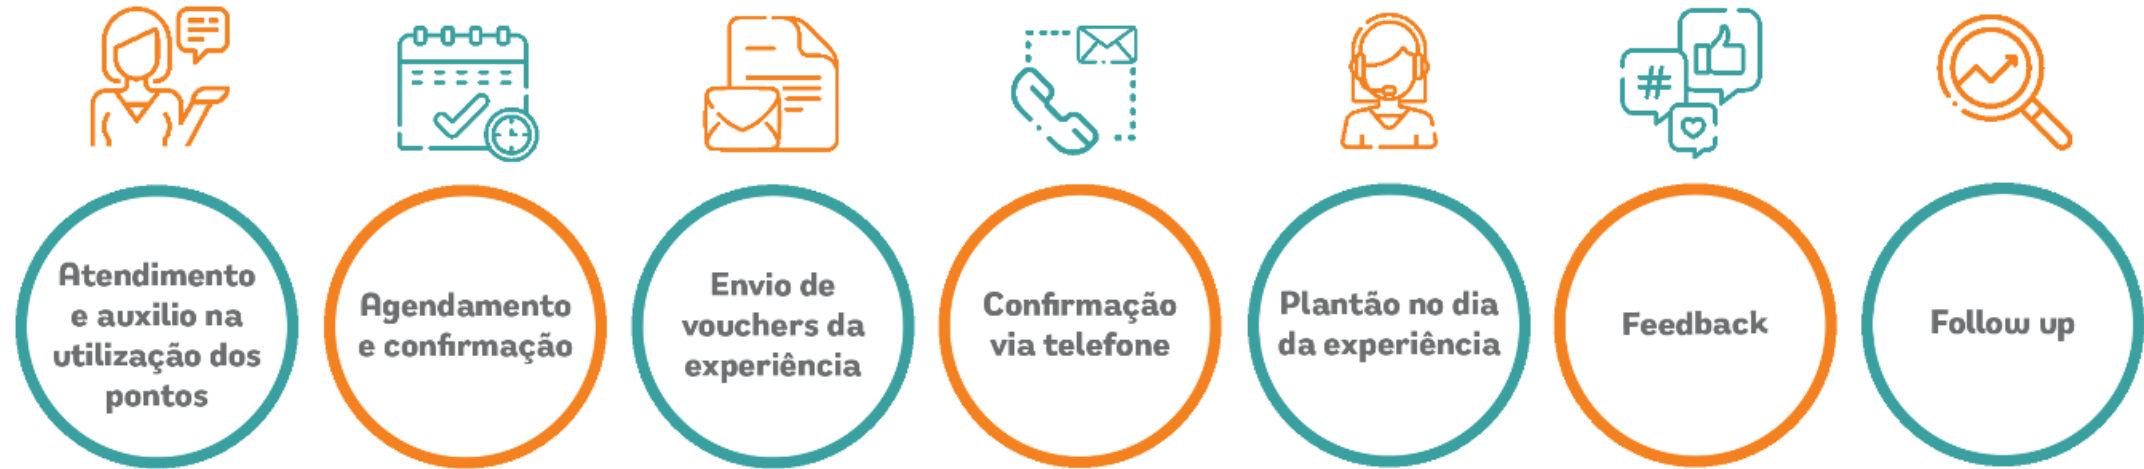 Atendimento
e auxilio na
utilização dos
pontos
Agendamento
e confirmação
Envio de
vouchers da
experiência
Confirmação
via telefone
Plantão no dia
da experiência
Feedback
Follow up
#